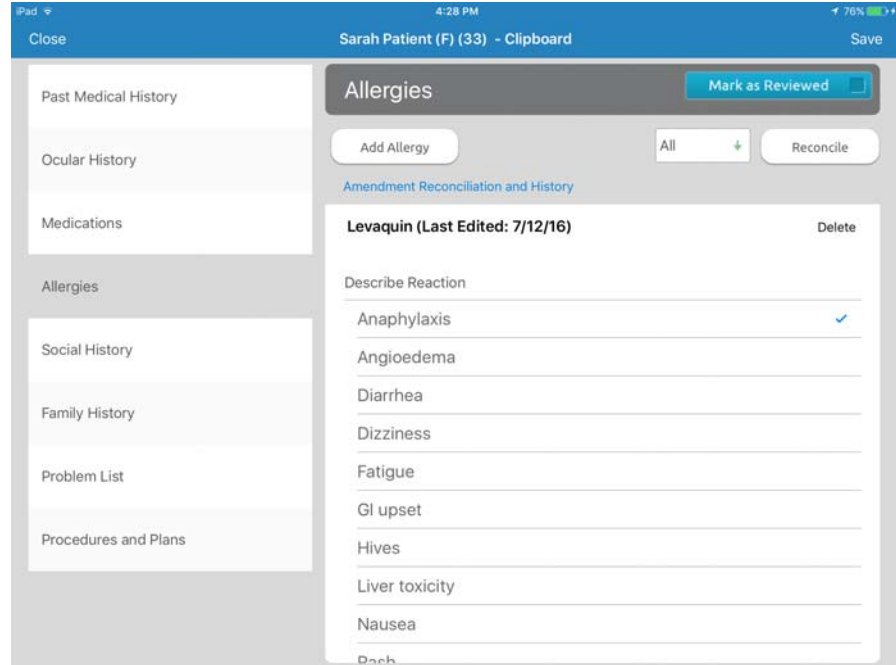 iPad 4:28 PM 76%
Close Sarah Patient (F) (33) - Clipboard Save
Past Medical History
Ocular History
Medications
Allergies
Social History
Family History
Problem List
Procedures and Plans
Allergies Mark as Reviewed
Add Allergy All Reconcile
Amendment Reconciliation and History
Levaquin (Last Edited: 7/12/16) Delete
Describe Reaction
Anaphylaxis
Angioedema
Diarrhea
Dizziness
Fatigue
GI upset
Hives
Liver toxicity
Nausea
Rash